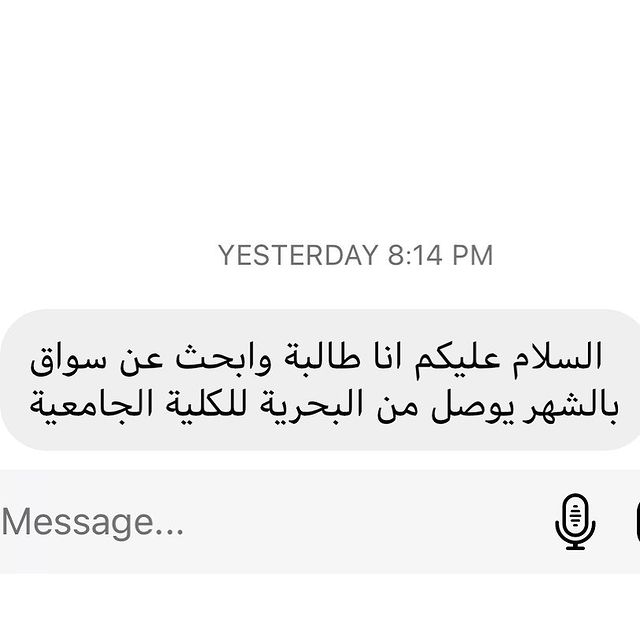 YESTERDAY 8:14 PM
السلام عليكم انا طالبة وابحث عن سواق
بالشهر يوصل من البحرية للكلية الجامعية
Message...